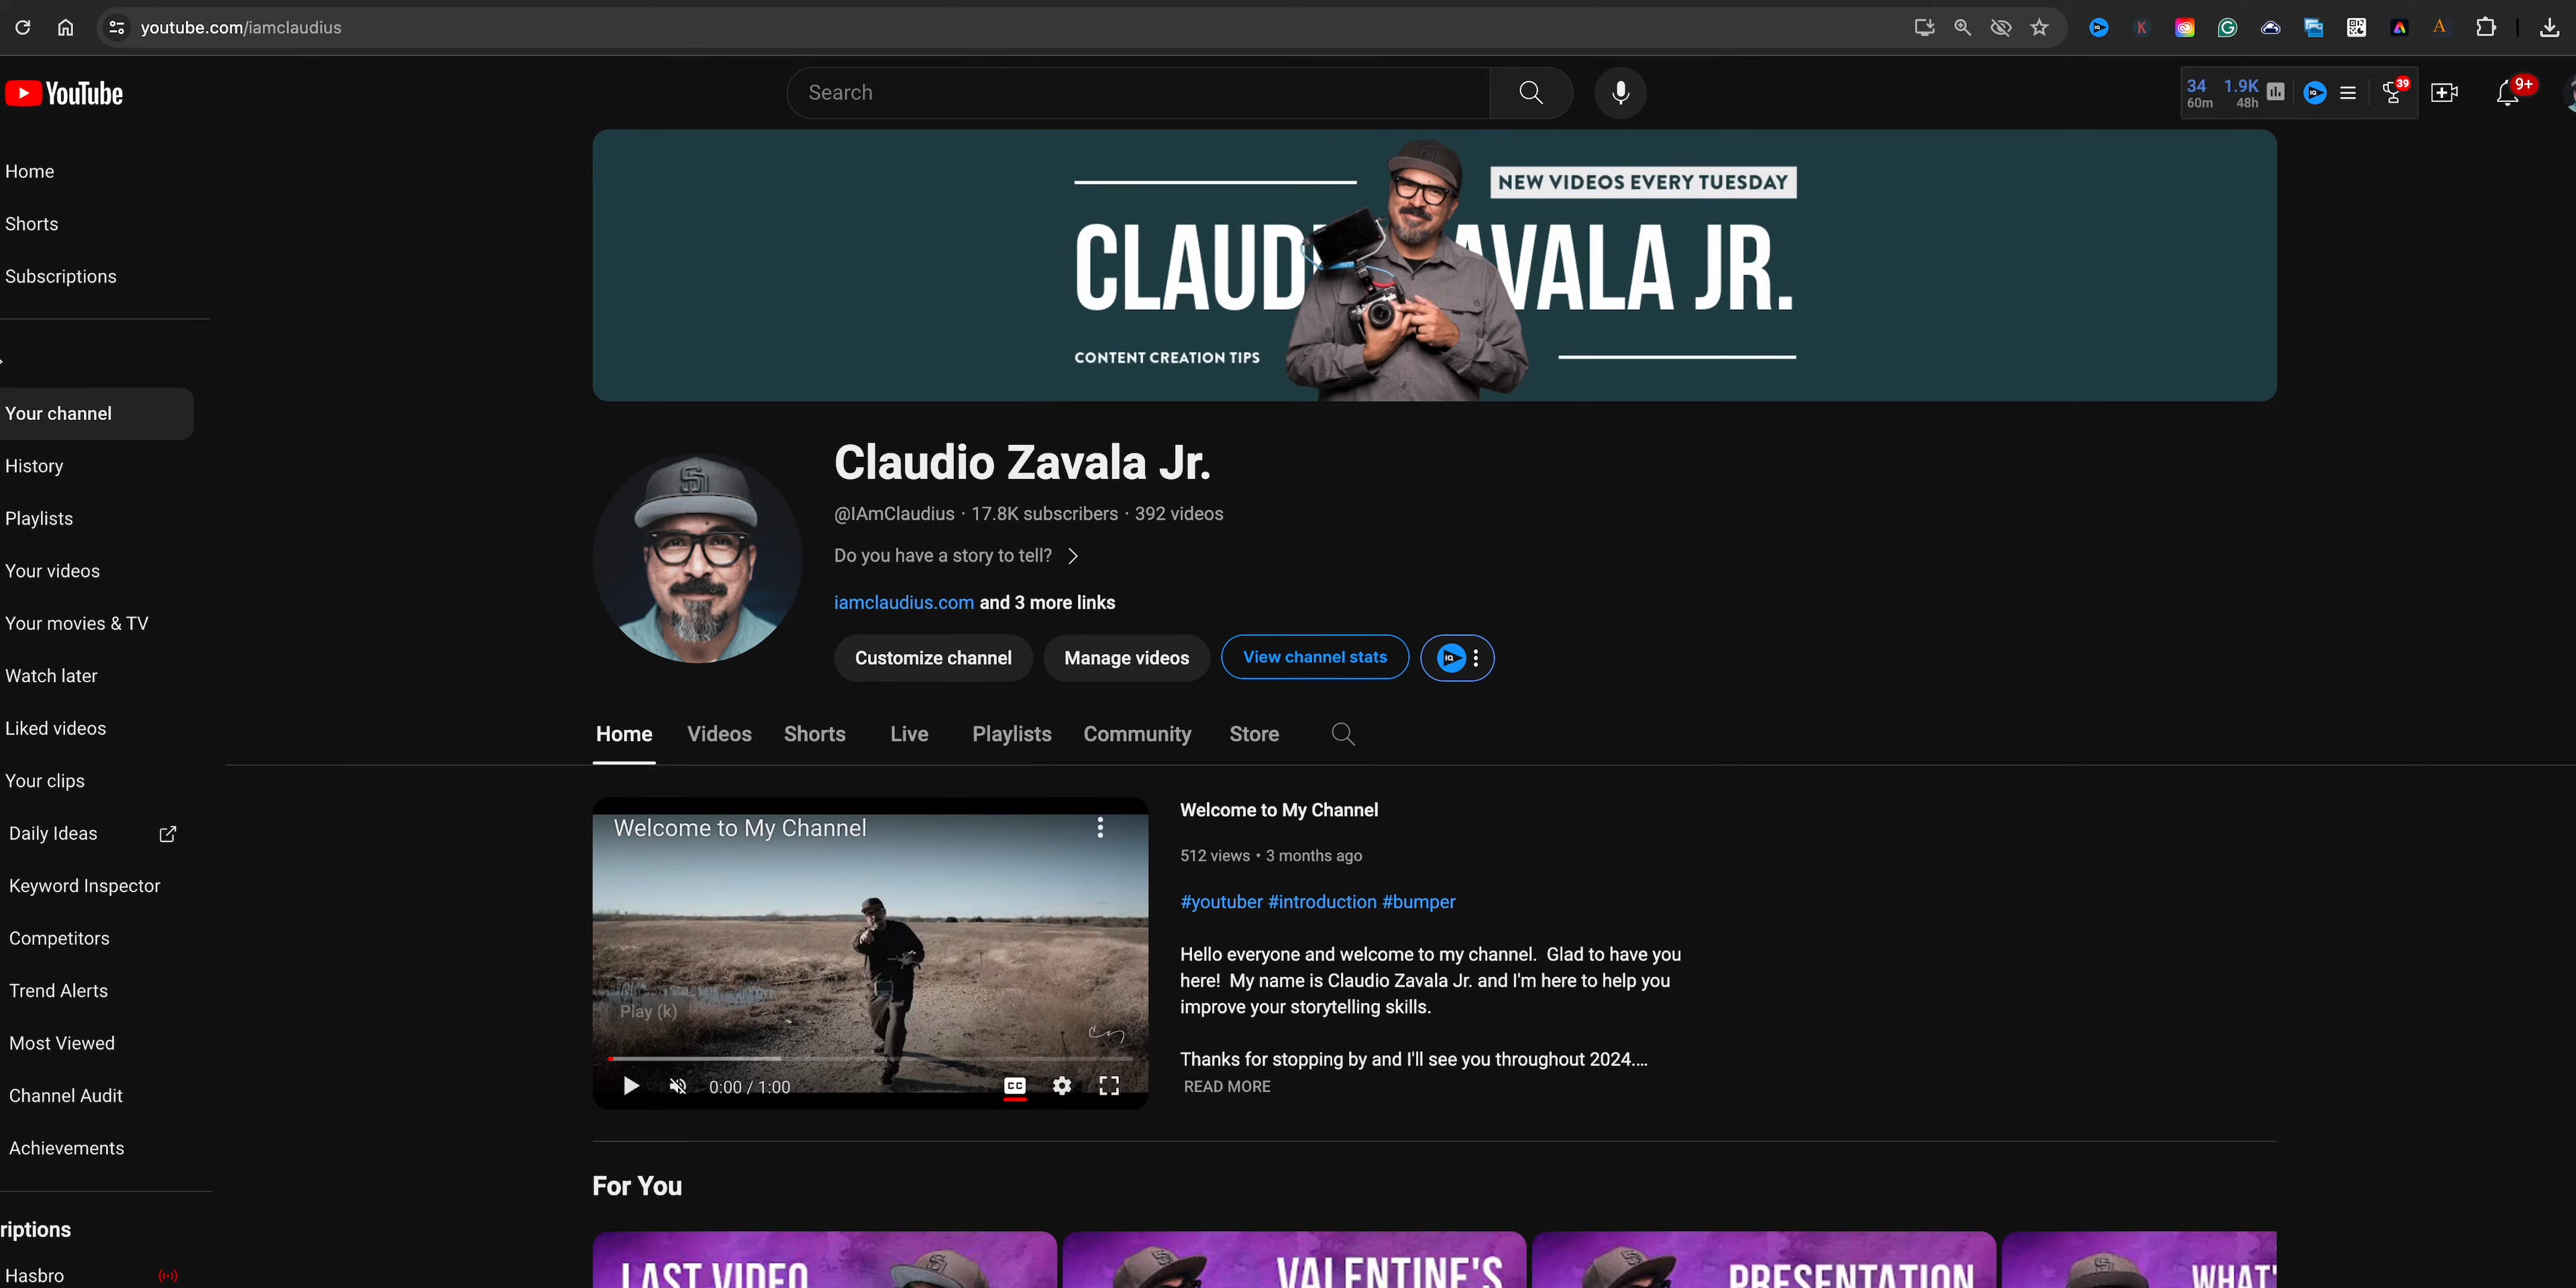 youtube.com/iamclaudius
YouTube
Search
34 1.9K
60m 48h
39
9+
Home
Shorts
Subscriptions
Your channel
History
Playlists
Your videos
Your movies & TV
Watch later
Liked videos
Your clips
Daily Ideas
Keyword Inspector
Competitors
Trend Alerts
Most Viewed
Channel Audit
Achievements
riptions
Hasbro
NEW VIDEOS EVERY TUESDAY
CLAUDI AVALA JR.
CONTENT CREATION TIPS
Claudio Zavala Jr.
@IAmClaudius · 17.8K subscribers · 392 videos
Do you have a story to tell?
iamclaudius.com and 3 more links
Customize channel Manage videos View channel stats IQ
Home Videos Shorts Live Playlists Community Store
Welcome to My Channel
Play (k)
0:00 / 1:00
CC
Welcome to My Channel
512 views • 3 months ago
#youtuber #introduction #bumper
Hello everyone and welcome to my channel. Glad to have you
here! My name is Claudio Zavala Jr. and I'm here to help you
improve your storytelling skills.
Thanks for stopping by and I'll see you throughout 2024....
READ MORE
For You
LAST VIDEO
VALENTINE'S
PRESENTATION
WHAT'